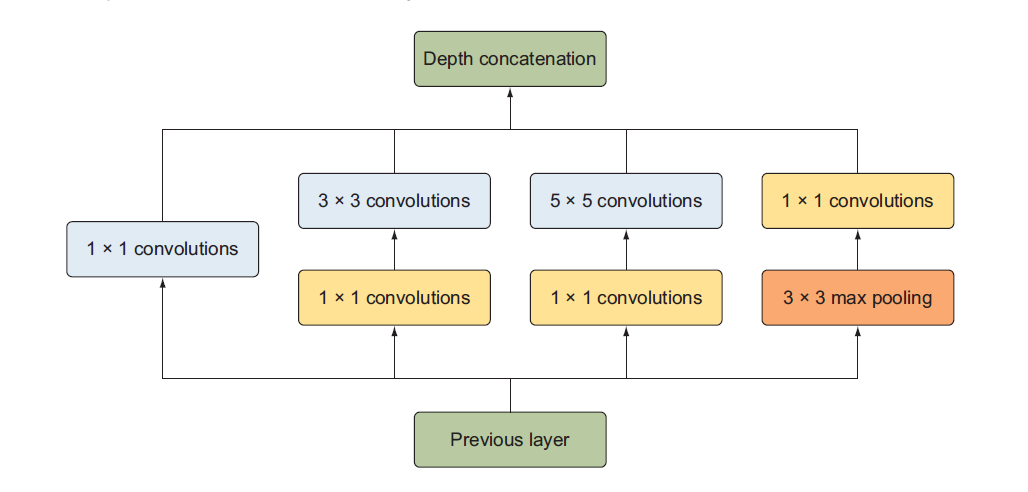 Depth concatenation
3 × 3 convolutions
5 × 5 convolutions
1 × 1 convolutions
1 × 1 convolutions
1 × 1 convolutions
1 × 1 convolutions
3 × 3 max pooling
Previous layer